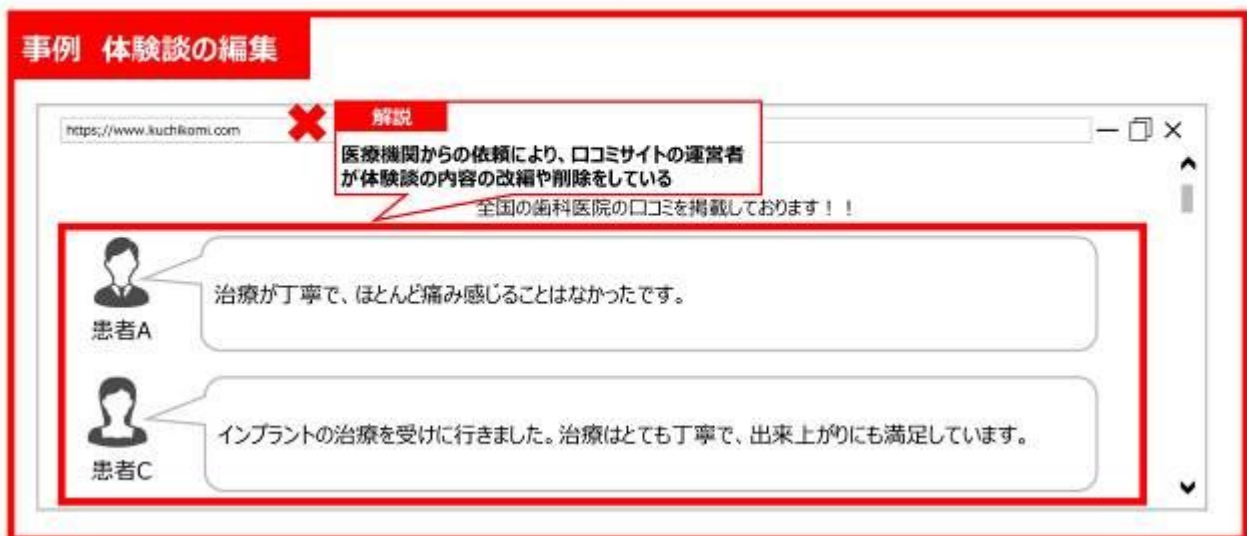 事例 体験談の編集
https;//www.kuchikomi.com
解説
医療機関からの依頼により、口コミサイトの運営者
が体験談の内容の改編や削除をしている
全国の歯科医院の口コミを掲載しております！！
治療が丁寧で、ほとんど痛み感じることはなかったです。
患者A
インプラントの治療を受けに行きました。治療はとても丁寧で、出来上がりにも満足しています。
患者C